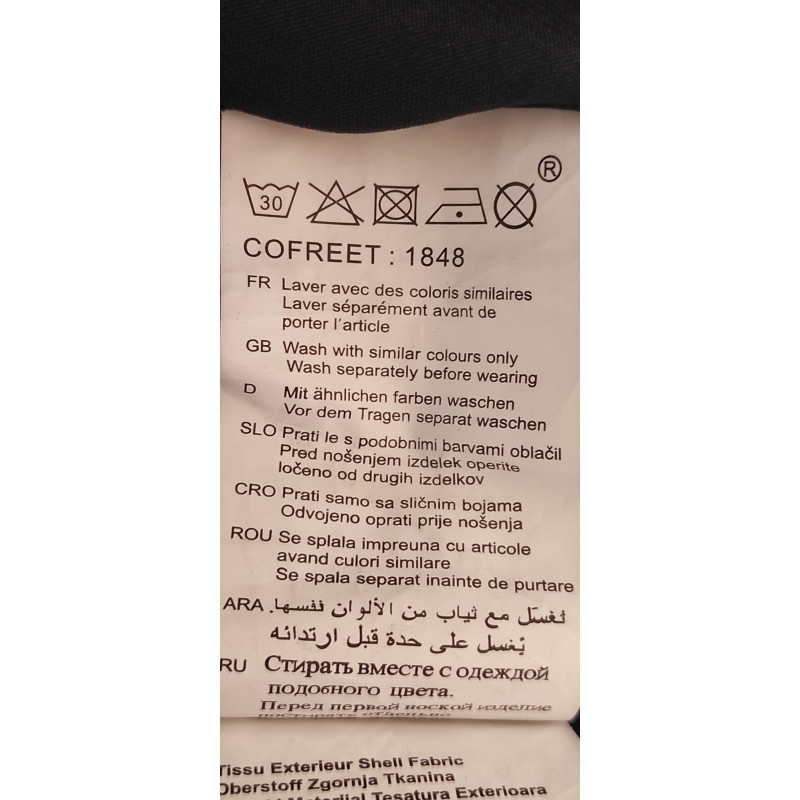 30
®
COFREET : 1848
FR Laver avec des coloris similaires
Laver séparément avant de
porter l'article
GB Wash with similar colours only
Wash separately before wearing
D Mit ähnlichen farben waschen
Vor dem Tragen separat waschen
SLO Prati le s podobnimi barvami oblačil
Pred nošenjem izdelek operite
ločeno od drugih izdelkov
CRO Prati samo sa sličnim bojama
Odvojeno oprati prije nošenja
ROU Se splala impreuna cu articole
avand culori similare
Se spala separat inainte de purtare
ARA تغسّل مع ثياب من الألوان نفسها.
يُغسل على حدة قبل ارتدائه
RU Стирать вместе с одеждой
подобного цвета.
Перед первой ноской изделие
постирать отдельно
Tissu Exterieur Shell Fabric
Oberstoff Zgornja Tkanina
Materijal Tesatura Exterioara